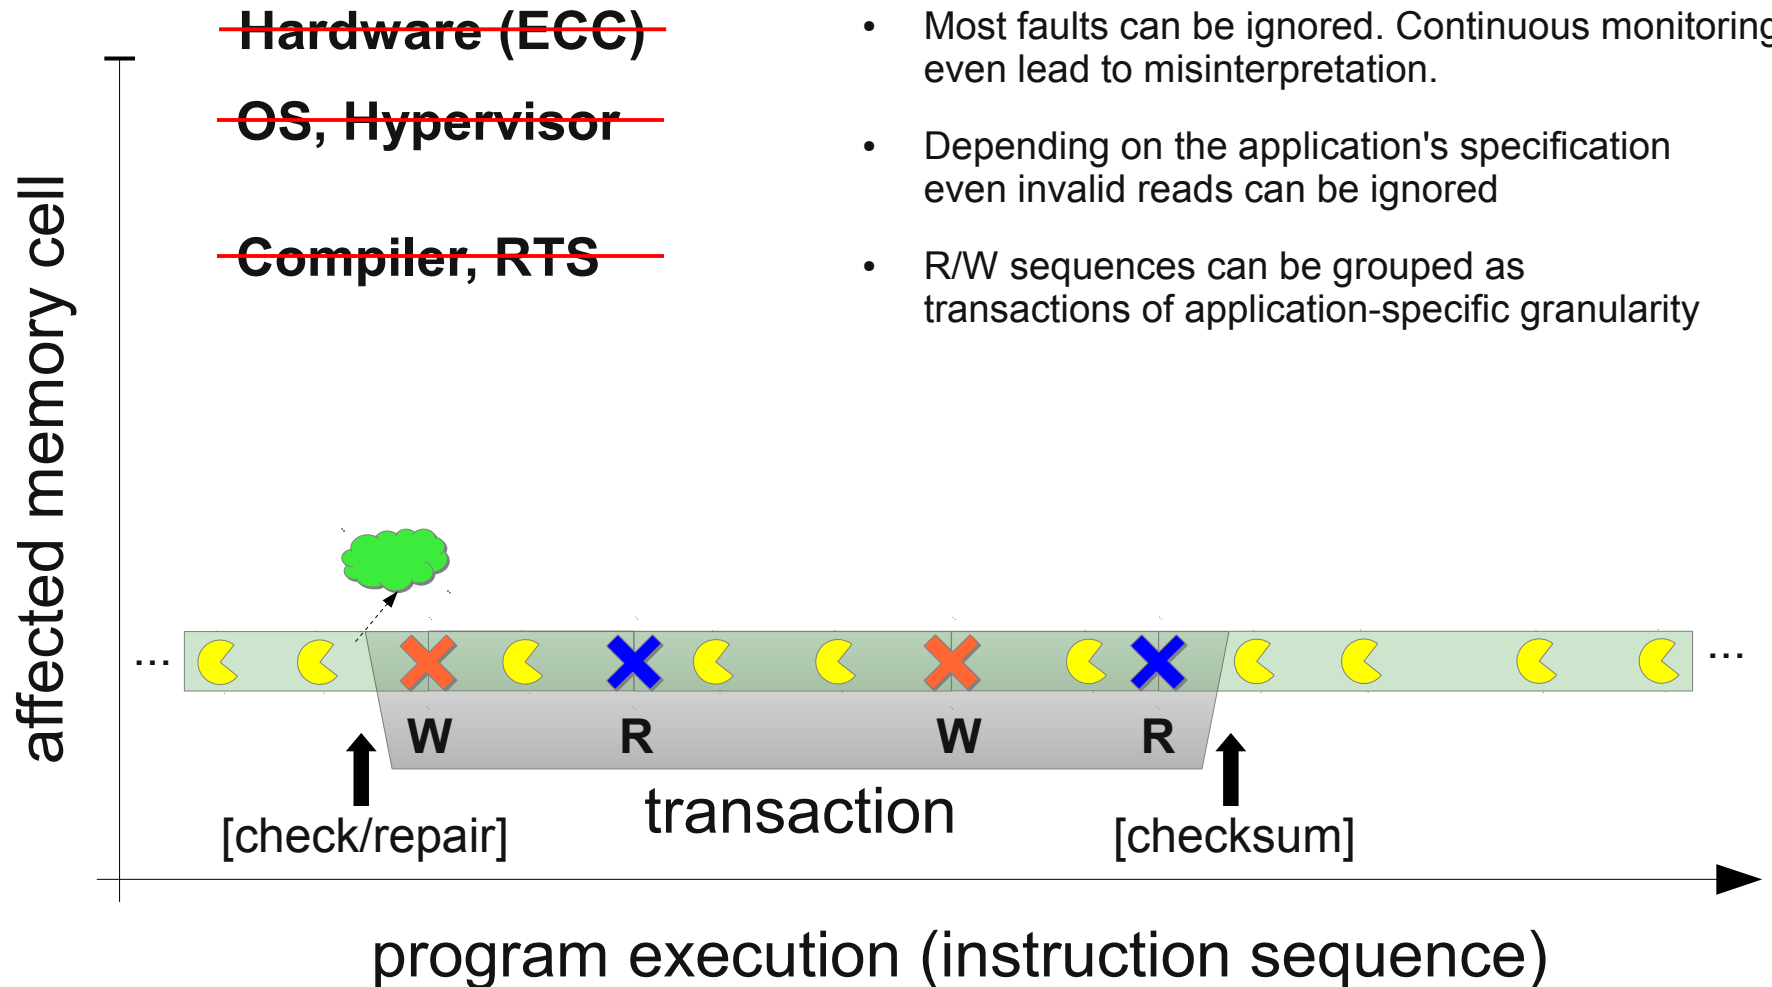 Hardware (ECC)
OS, Hypervisor
Compiler, RTS
• Most faults can be ignored. Continuous monitoring
even lead to misinterpretation.
• Depending on the application's specification
even invalid reads can be ignored
• R/W sequences can be grouped as
transactions of application-specific granularity
affected memory cell
...
...
W R W R
transaction
[check/repair]
[checksum]
program execution (instruction sequence)